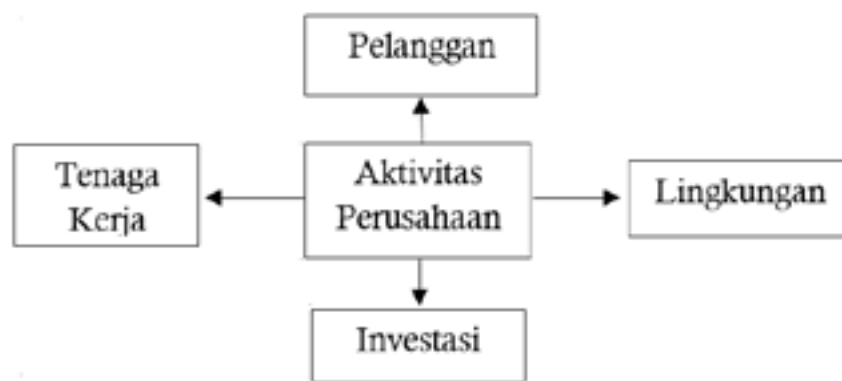 Pelanggan
Tenaga
Kerja
Aktivitas
Perusahaan
Lingkungan
Investasi